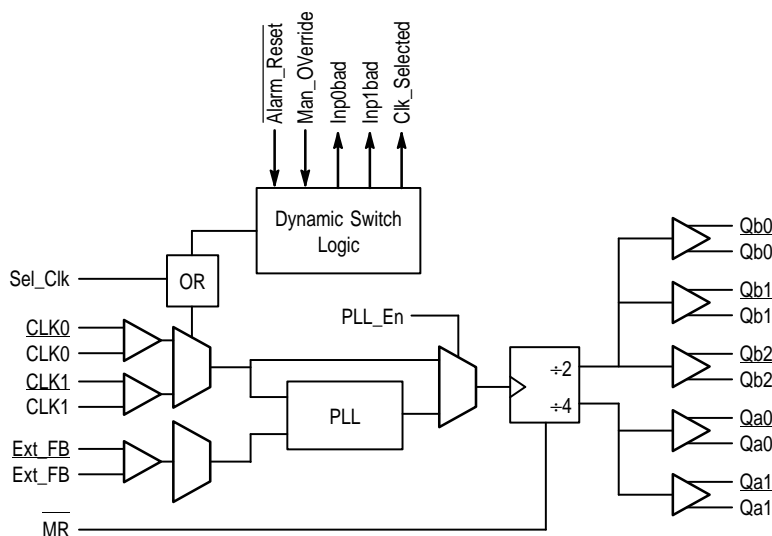 Alarm_Reset
Man_OVerride
Inp0bad
Inp1bad
Clk_Selected
Dynamic Switch
Logic
Sel_Clk
OR
CLK0
CLK0
CLK1
CLK1
PLL_En
PLL
÷2
÷4
Ext_FB
Ext_FB
MR
Qb0
Qb0
Qb1
Qb1
Qb2
Qb2
Qa0
Qa0
Qa1
Qa1